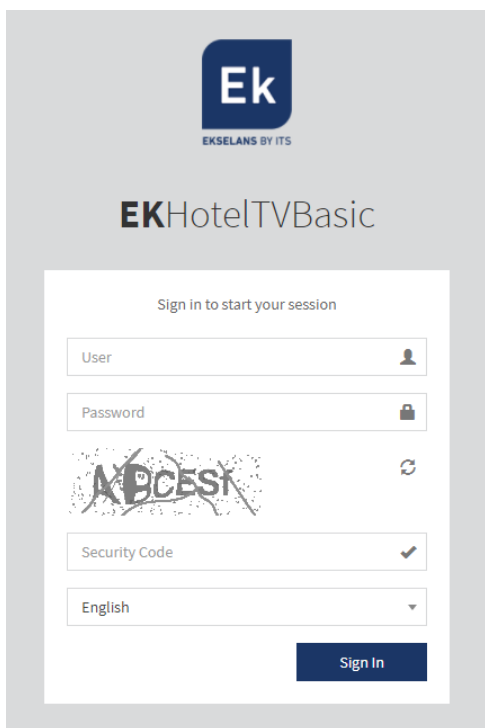 Ek
EKSELANS BY ITS
EKHotelTVBasic
Sign in to start your session
User
Password
Security Code
English
Sign In